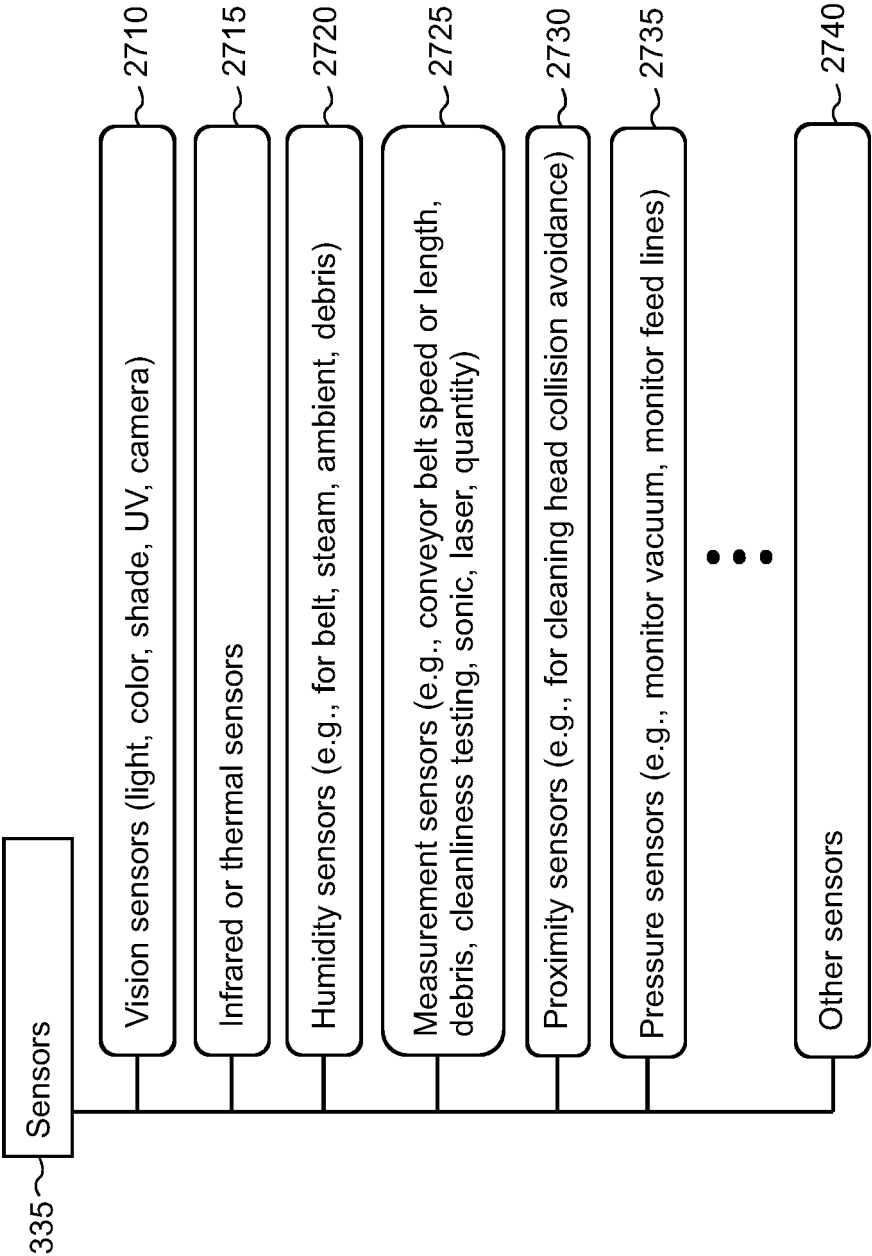 335
Sensors
Vision sensors (light, color, shade, UV, camera)
2710
Infrared or thermal sensors
2715
Humidity sensors (e.g., for belt, steam, ambient, debris)
2720
Measurement sensors (e.g., conveyor belt speed or length,
debris, cleanliness testing, sonic, laser, quantity)
2725
Proximity sensors (e.g., for cleaning head collision avoidance)
2730
Pressure sensors (e.g., monitor vacuum, monitor feed lines)
2735
Other sensors
2740